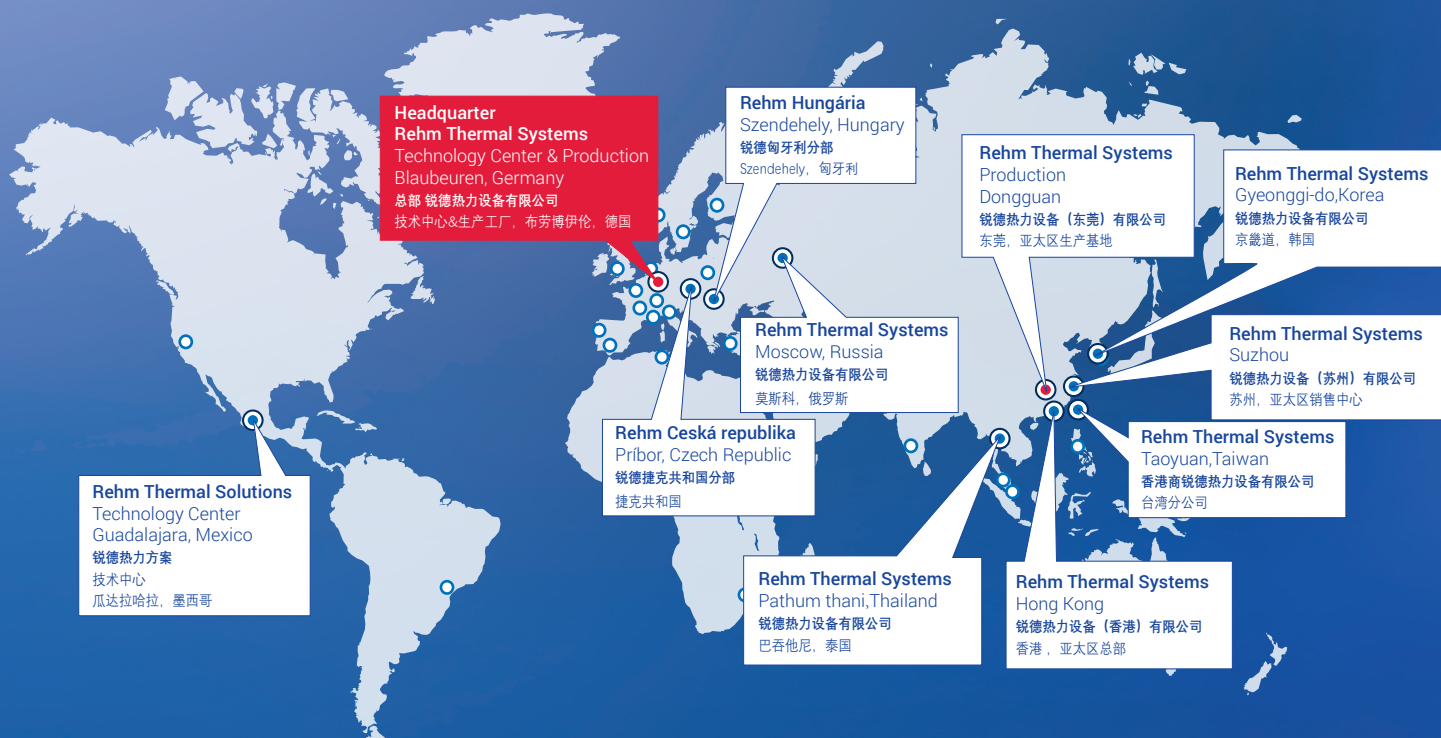 Headquarter
Rehm Thermal Systems
Technology Center & Production
Blaubeuren, Germany
总部 锐德热力设备有限公司
技术中心&生产工厂，布劳博伊伦，德国
Rehm Hungária
Szendehely, Hungary
锐德匈牙利分部
Szendehely，匈牙利
Rehm Thermal Systems
Production
Dongguan
锐德热力设备（东莞）有限公司
东莞，亚太区生产基地
Rehm Thermal Systems
Gyeonggi-do,Korea
锐德热力设备有限公司
京畿道，韩国
Rehm Thermal Systems
Moscow, Russia
锐德热力设备有限公司
莫斯科，俄罗斯
Rehm Thermal Systems
Suzhou
锐德热力设备（苏州）有限公司
苏州，亚太区销售中心
Rehm Ceská republika
Príbor, Czech Republic
锐德捷克共和国分部
捷克共和国
Rehm Thermal Systems
Taoyuan,Taiwan
香港商锐德热力设备有限公司
台湾分公司
Rehm Thermal Solutions
Technology Center
Guadalajara, Mexico
锐德热力方案
技术中心
瓜达拉哈拉，墨西哥
Rehm Thermal Systems
Pathum thani,Thailand
锐德热力设备有限公司
巴吞他尼，泰国
Rehm Thermal Systems
Hong Kong
锐德热力设备（香港）有限公司
香港，亚太区总部